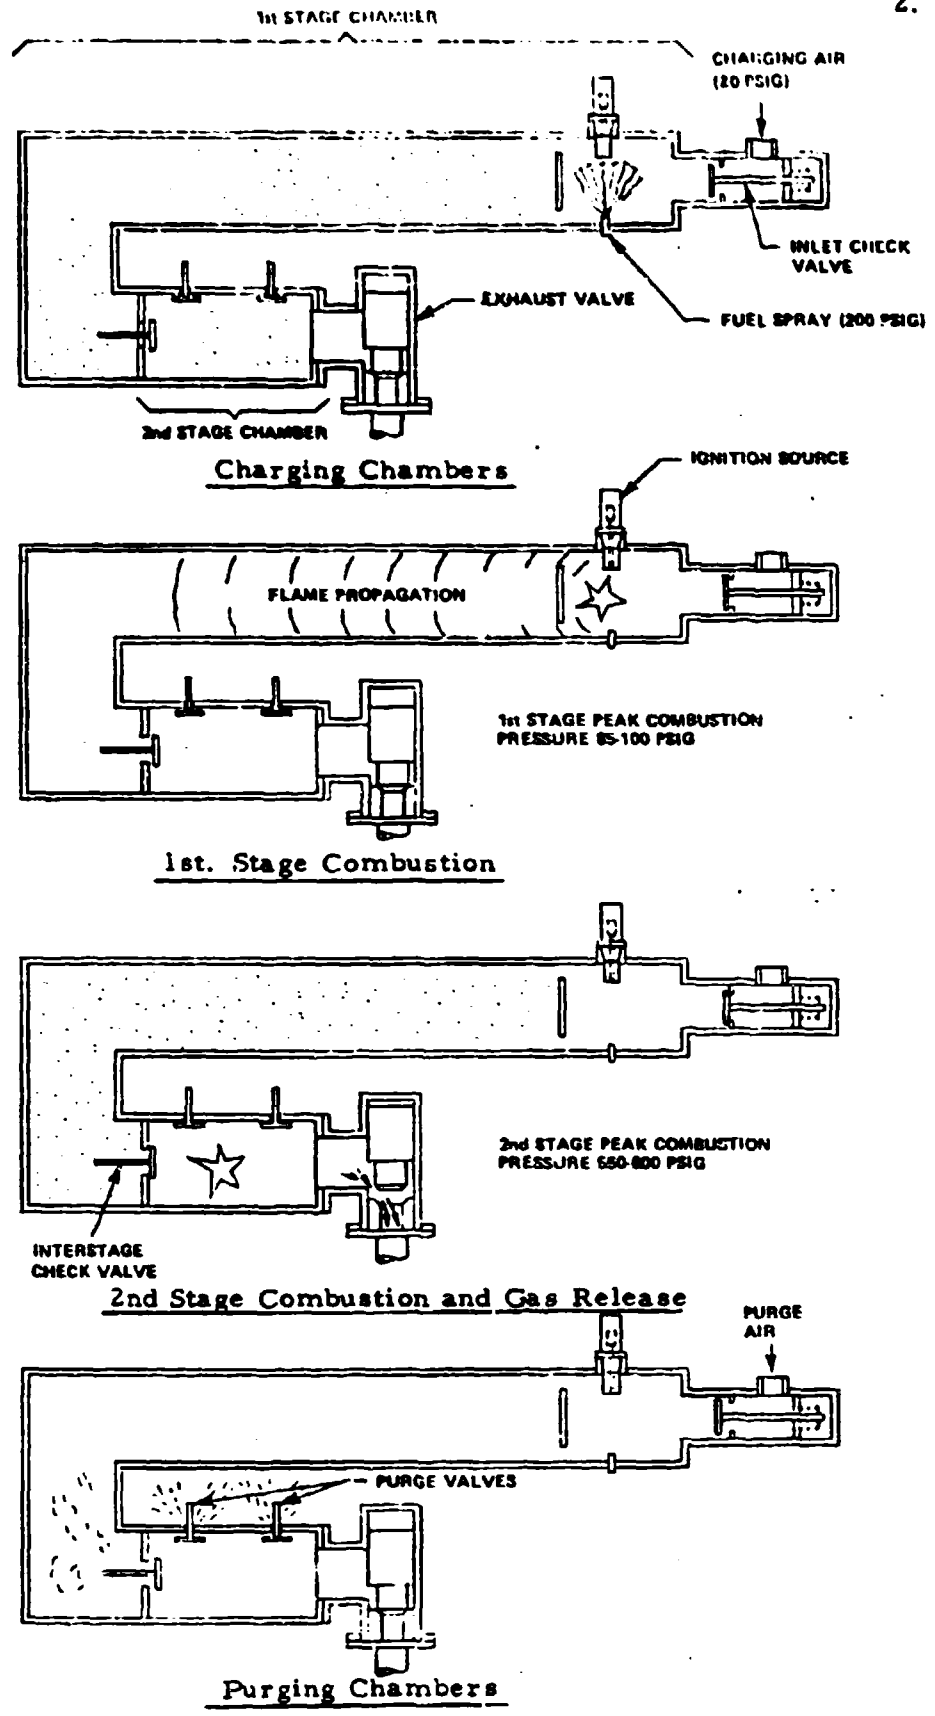 2.
1st STAGE CHAMBER
CHARGING AIR
(20 PSIG)
INLET CHECK
VALVE
EXHAUST VALVE
FUEL SPRAY (200 PSIG)
2nd STAGE CHAMBER
Charging Chambers
IGNITION SOURCE
FLAME PROPAGATION
1st STAGE PEAK COMBUSTION
PRESSURE 85-100 PSIG
1st. Stage Combustion
2nd STAGE PEAK COMBUSTION
PRESSURE 550-600 PSIG
INTERSTAGE
CHECK VALVE
2nd Stage Combustion and Gas Release
PURGE
AIR
PURGE VALVES
Purging Chambers